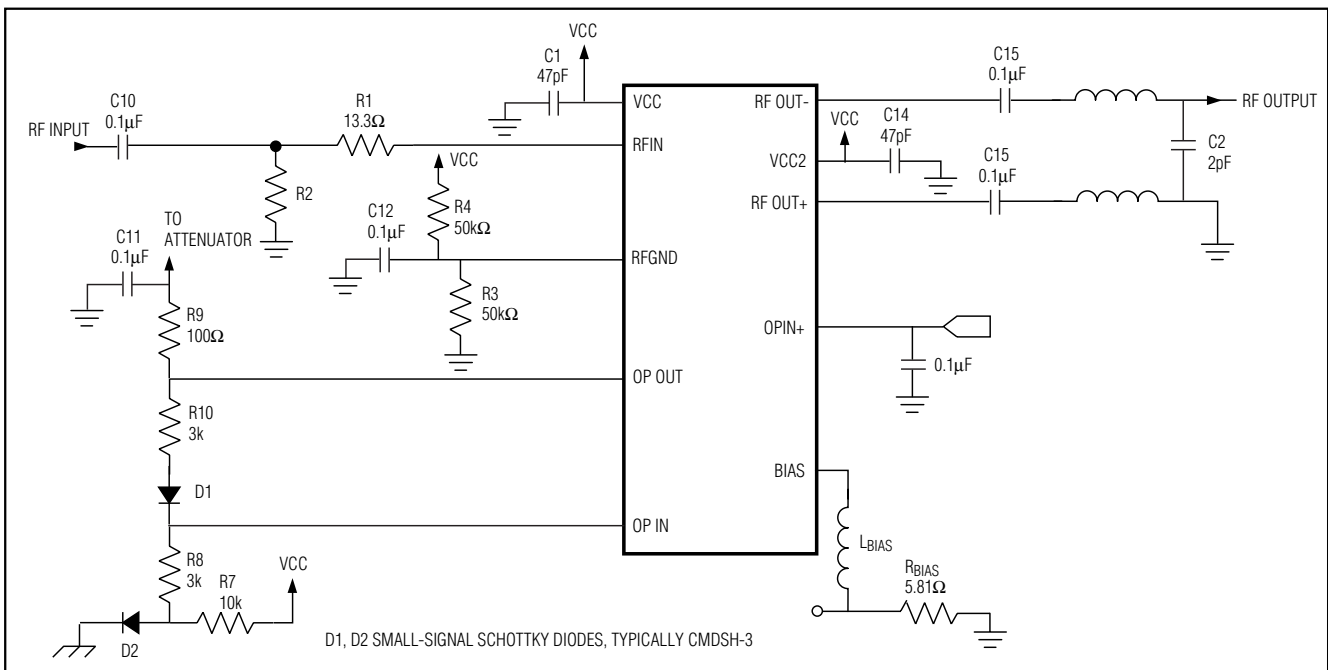 RF INPUT
C10
0.1µF
R1
13.3Ω
R2
C1
47pF
VCC
VCC
RFIN
VCC
R4
50kΩ
C12
0.1µF
RFGND
R3
50kΩ
TO
ATTENUATOR
C11
0.1µF
R9
100Ω
OP OUT
R10
3k
D1
OP IN
R8
3k
R7
10k
VCC
D2
D1, D2 SMALL-SIGNAL SCHOTTKY DIODES, TYPICALLY CMDSH-3
RF OUT-
C15
0.1µF
RF OUTPUT
VCC
C14
47pF
VCC2
C2
2pF
C15
0.1µF
RF OUT+
OPIN+
0.1µF
BIAS
LBIAS
RBIAS
5.81Ω